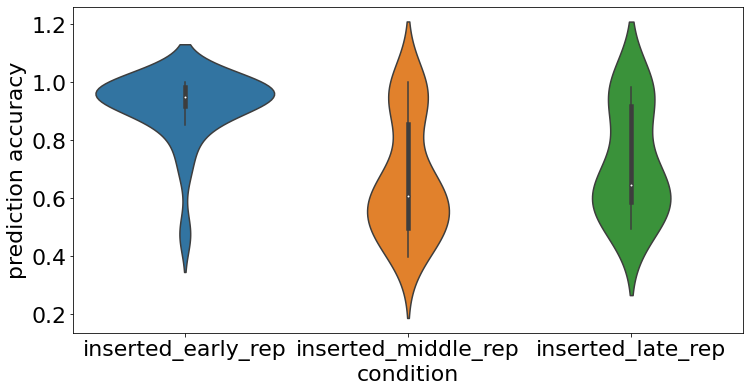 prediction accuracy
1.2
1.0
0.8
0.6
0.4
0.2
inserted_early_rep inserted_middle_rep inserted_late_rep
condition